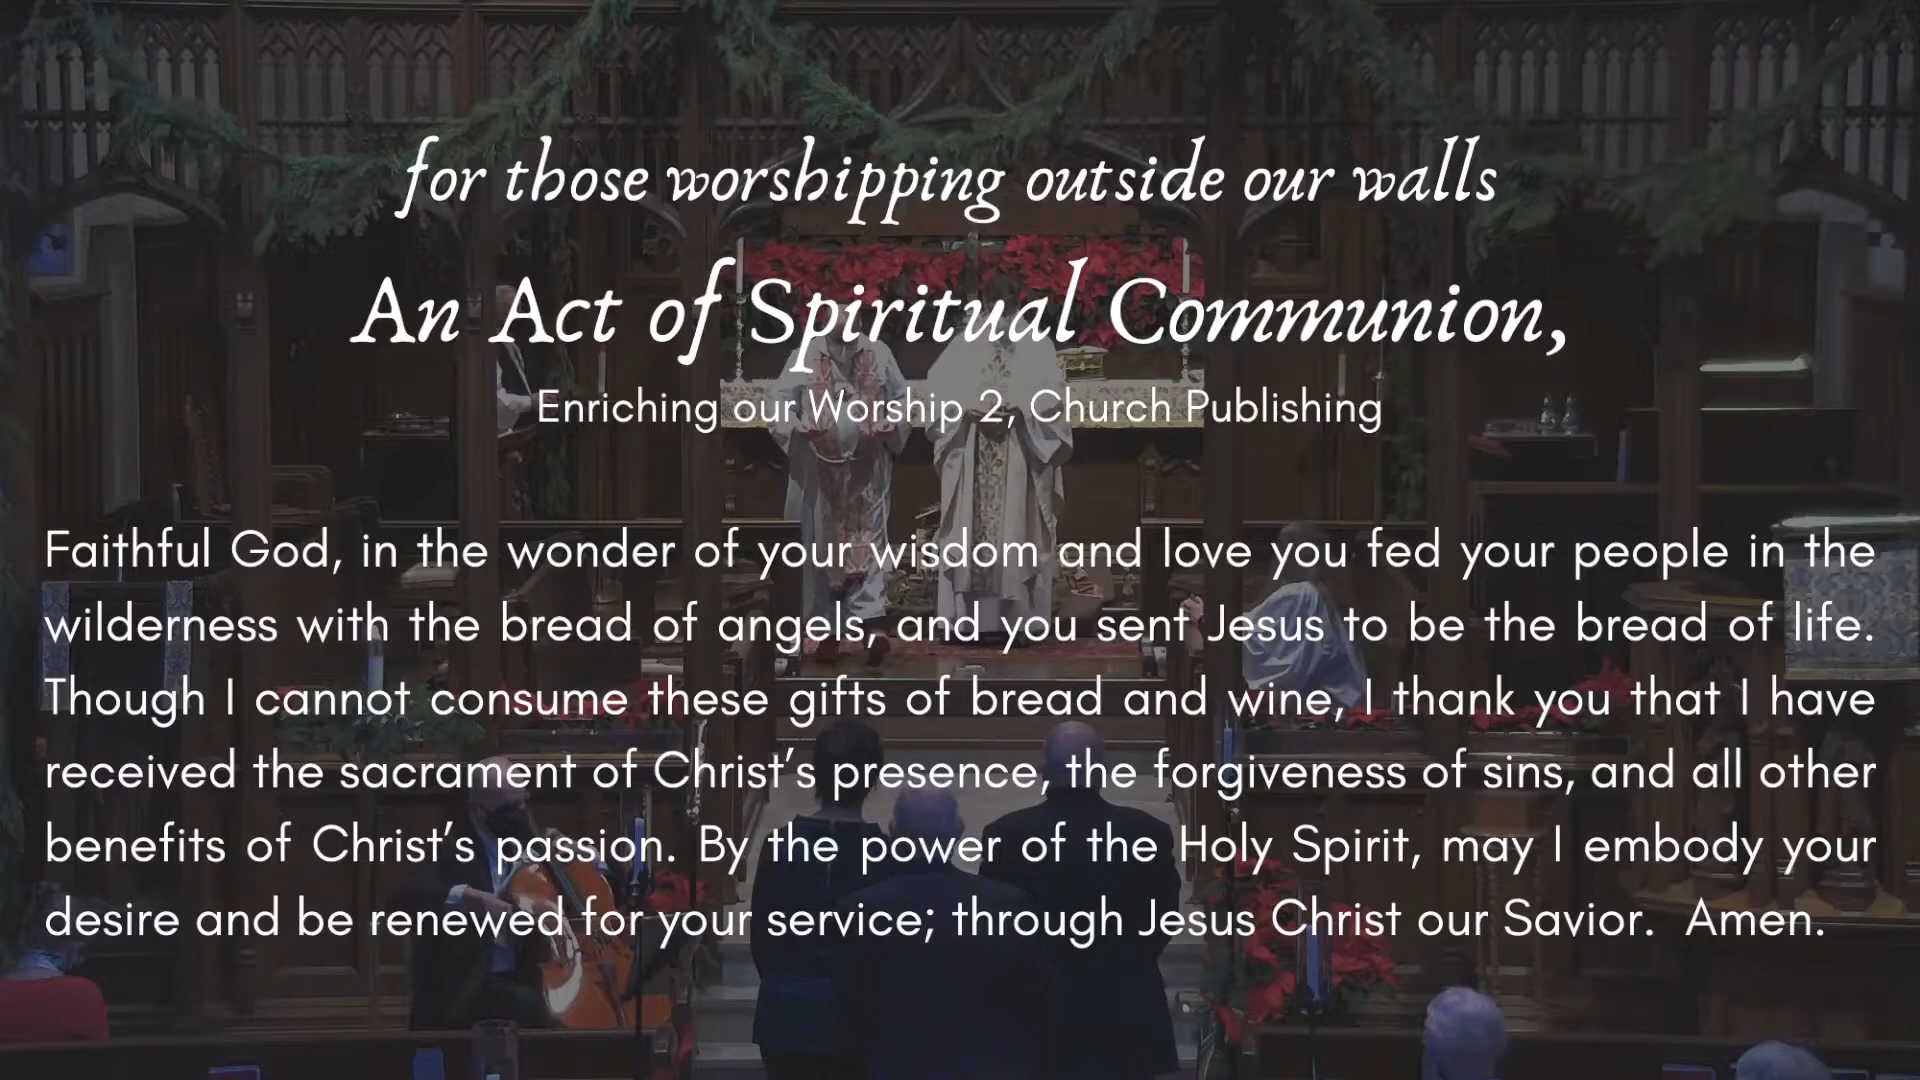 for those worshipping outside our walls
An Act of Spiritual Communion,
Enriching our Worship 2, Church Publishing
Faithful God, in the wonder of your wisdom and love you fed your people in the
wilderness with the bread of angels, and you sent Jesus to be the bread of life.
Though I cannot consume these gifts of bread and wine, I thank you that I have
received the sacrament of Christ's presence, the forgiveness of sins, and all other
benefits of Christ's passion. By the power of the Holy Spirit, may I embody your
desire and be renewed for your service; through Jesus Christ our Savior.  Amen.